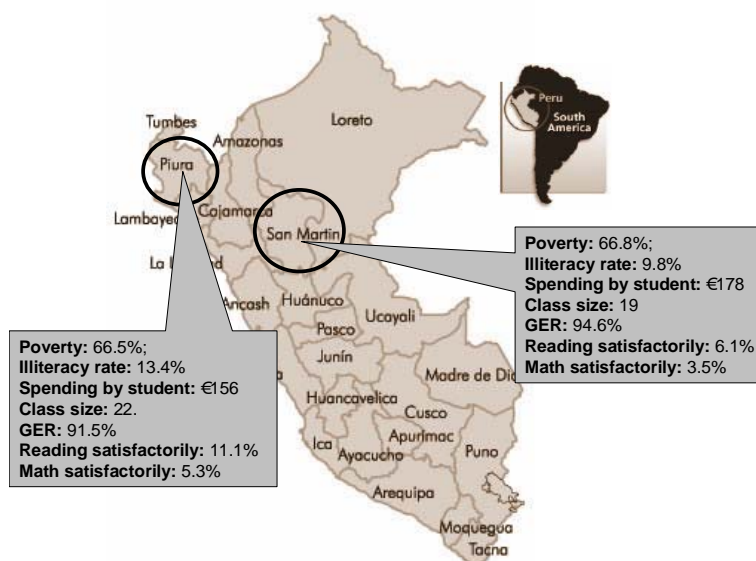 Tumbes
Loreto
Amazonas
Piura
Peru
South
America
Cajamarca
San Martin
Huánuco
Ucayali
Pasco
Junín
Madre de
Huancavelica
Cusco
Ica
Apurímac
Puno
Ayacucho
Arequipa
Moquegua
Tacna
Poverty: 66.8%;
Illiteracy rate: 9.8%
Spending by student: €178
Class size: 19
GER: 94.6%
Reading satisfactorily: 6.1%
Math satisfactorily: 3.5%
Poverty: 66.5%;
Illiteracy rate: 13.4%
Spending by student: €156
Class size: 22.
GER: 91.5%
Reading satisfactorily: 11.1%
Math satisfactorily: 5.3%